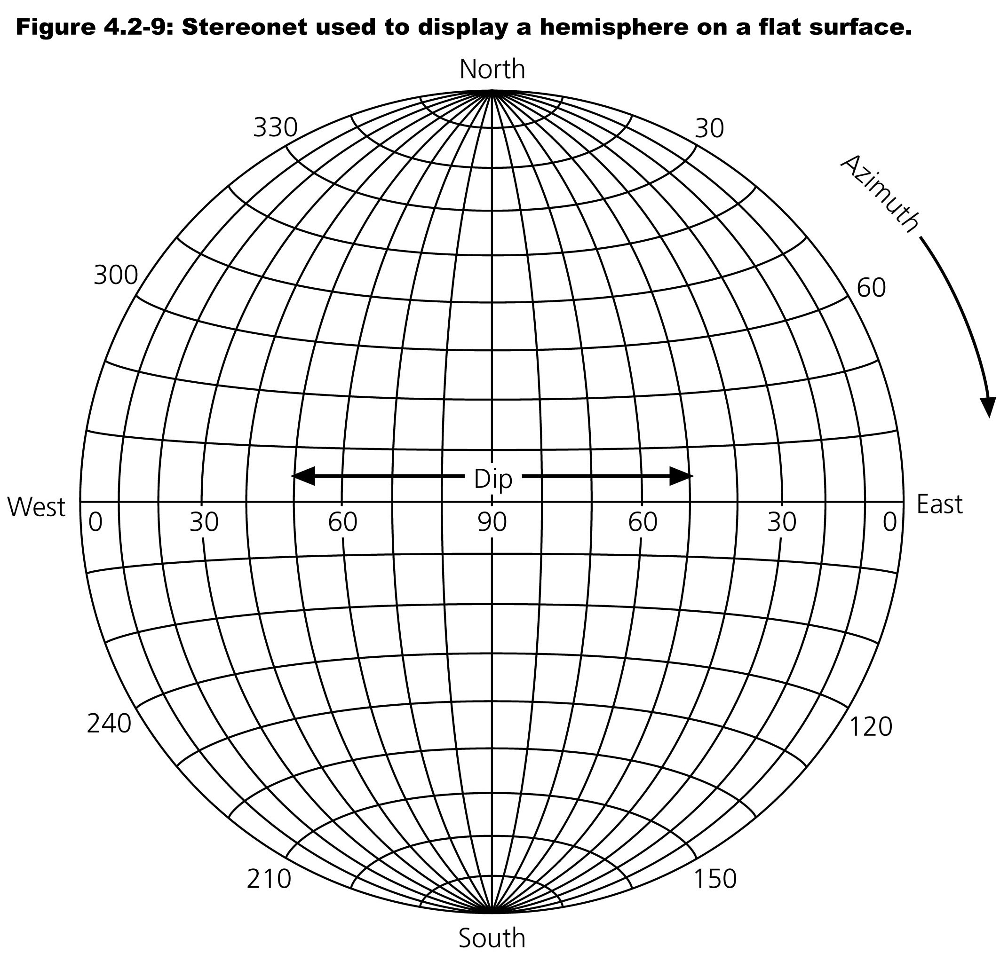 Figure 4.2-9: Stereonet used to display a hemisphere on a flat surface.
North
330
30
Azimuth
300
60
Dip
West
East
0
30
60
90
60
30
0
240
120
210
150
South